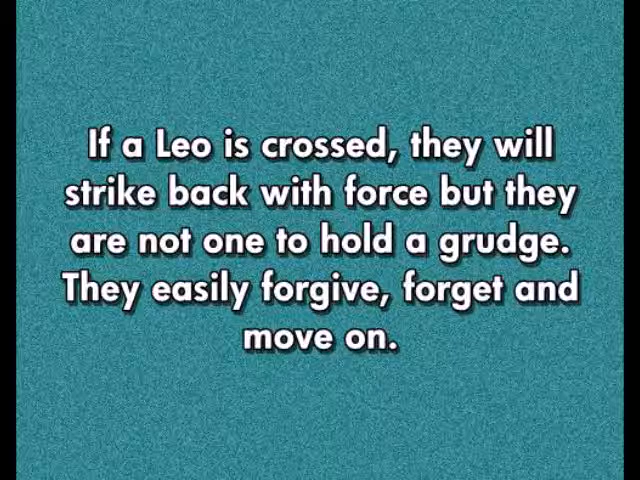 If a Leo is crossed, they will
strike back with force but they
are not one to hold a grudge.
They easily forgive, forget and
move on.